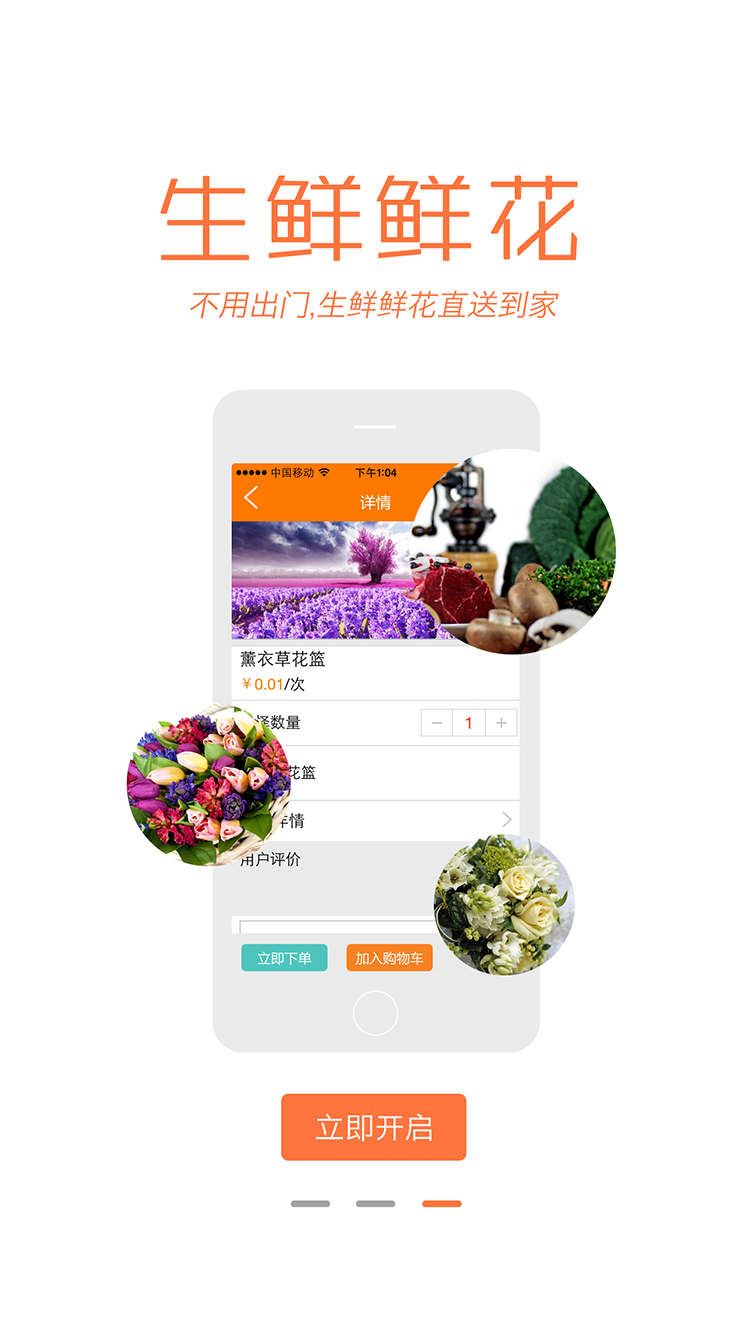 生鲜鲜花
不用出门,生鲜鲜花直送到家
中国移动 下午1:04
详情
薰衣草花篮
¥0.01/次
择数量 － 1 ＋
花篮
详情
用户评价
立即下单 加入购物车
立即开启